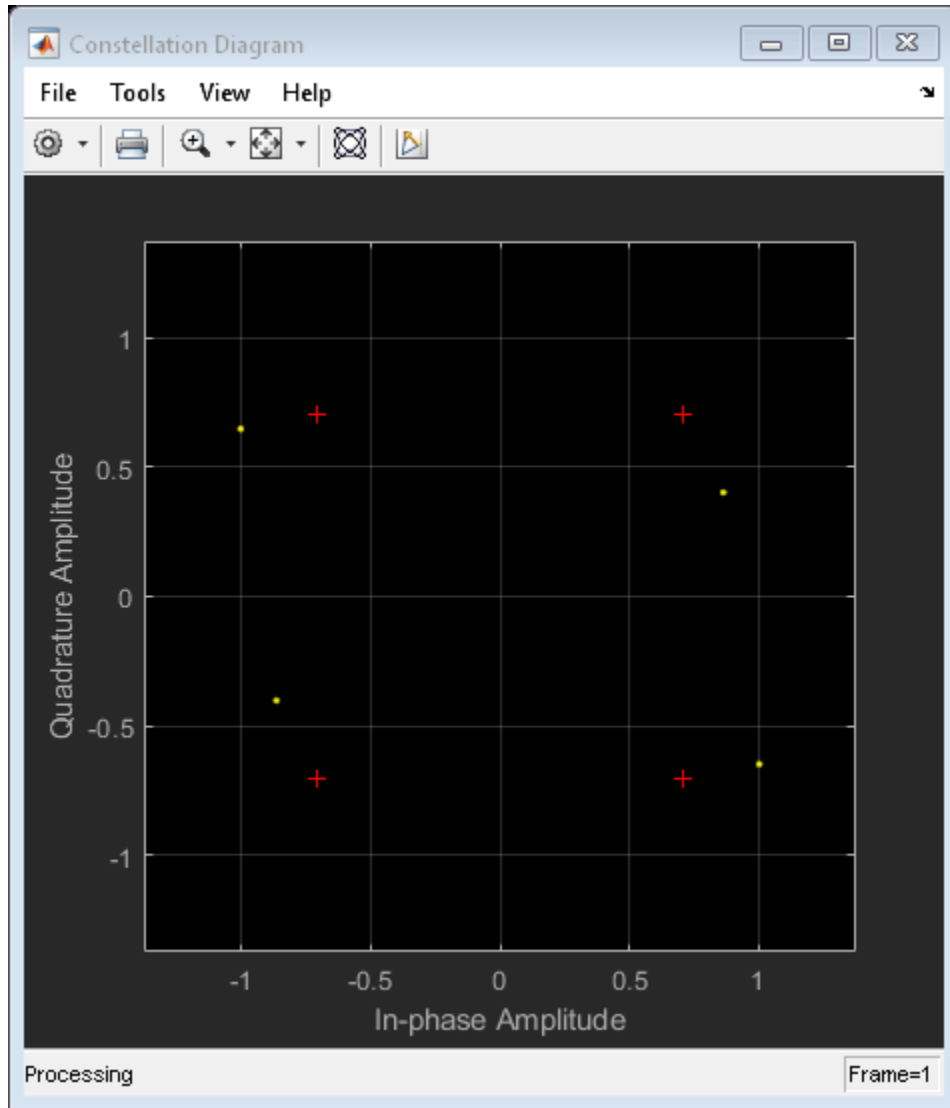 Constellation Diagram
File Tools View Help
1
0.5
0
-0.5
-1
Quadrature Amplitude
-1 -0.5 0 0.5 1
In-phase Amplitude
Processing Frame=1